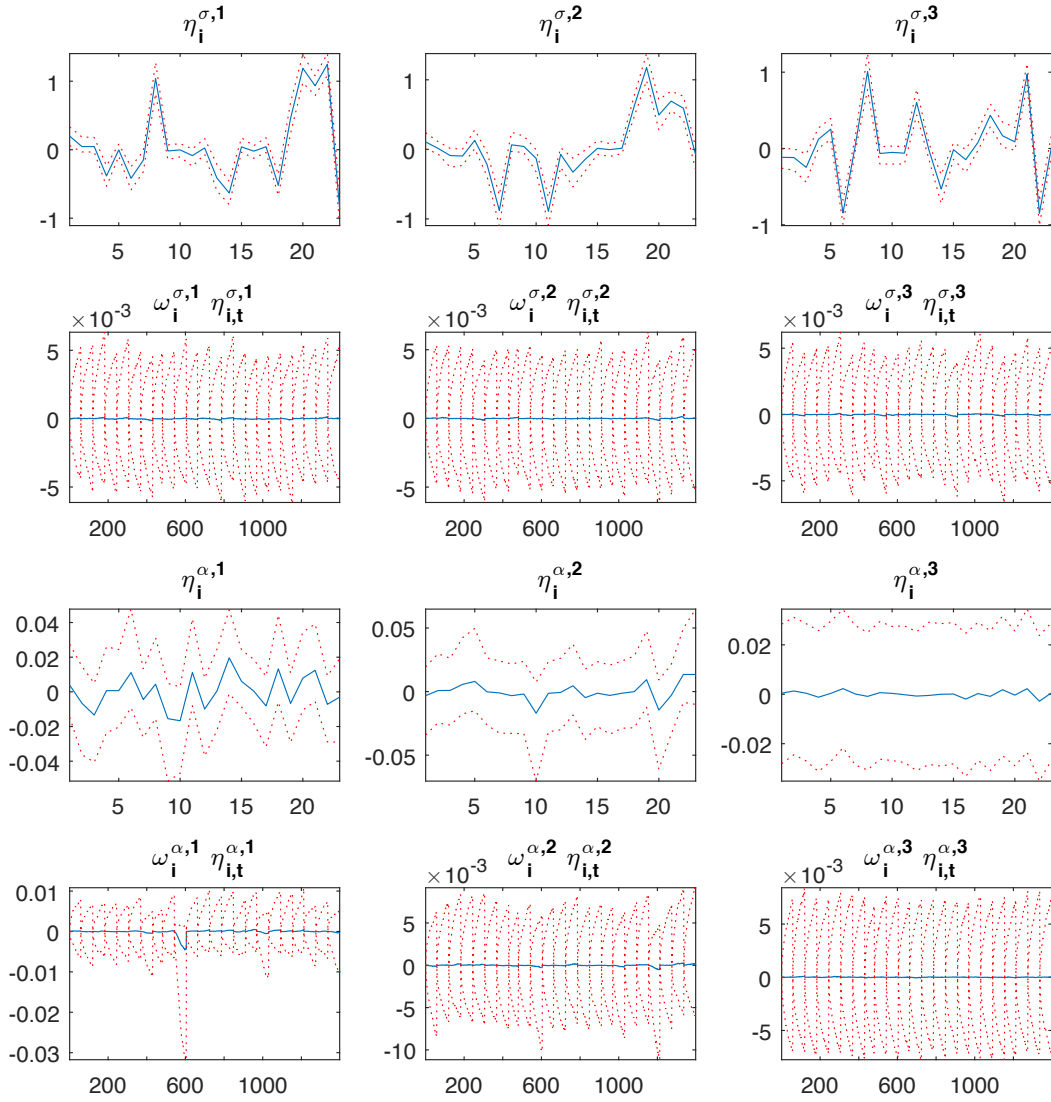 η_i^{σ,1} η_i^{σ,2} η_i^{σ,3}
1 1 1
0 0 0
-1 -1 -1
5 10 15 20 5 10 15 20 5 10 15 20
ω_i^{σ,1} η_{i,t}^{σ,1} ω_i^{σ,2} η_{i,t}^{σ,2} ω_i^{σ,3} η_{i,t}^{σ,3}
×10^{-3} ×10^{-3} ×10^{-3}
5 5 5
0 0 0
-5 -5 -5
200 600 1000 200 600 1000 200 600 1000
η_i^{α,1} η_i^{α,2} η_i^{α,3}
0.04 0.05 0.02
0.02 0 0
0 -0.05 -0.02
-0.02
-0.04
5 10 15 20 5 10 15 20 5 10 15 20
ω_i^{α,1} η_{i,t}^{α,1} ω_i^{α,2} η_{i,t}^{α,2} ω_i^{α,3} η_{i,t}^{α,3}
×10^{-3} ×10^{-3}
0.01 5 5
0 0 0
-0.01 -5 -5
-0.02 -10
-0.03
200 600 1000 200 600 1000 200 600 1000